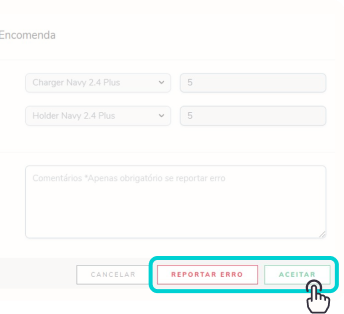 Encomenda
Charger Navy 2.4 Plus 5
Holder Navy 2.4 Plus 5
Comentários *Apenas obrigatório se reportar erro
CANCELAR REPORTAR ERRO ACEITAR